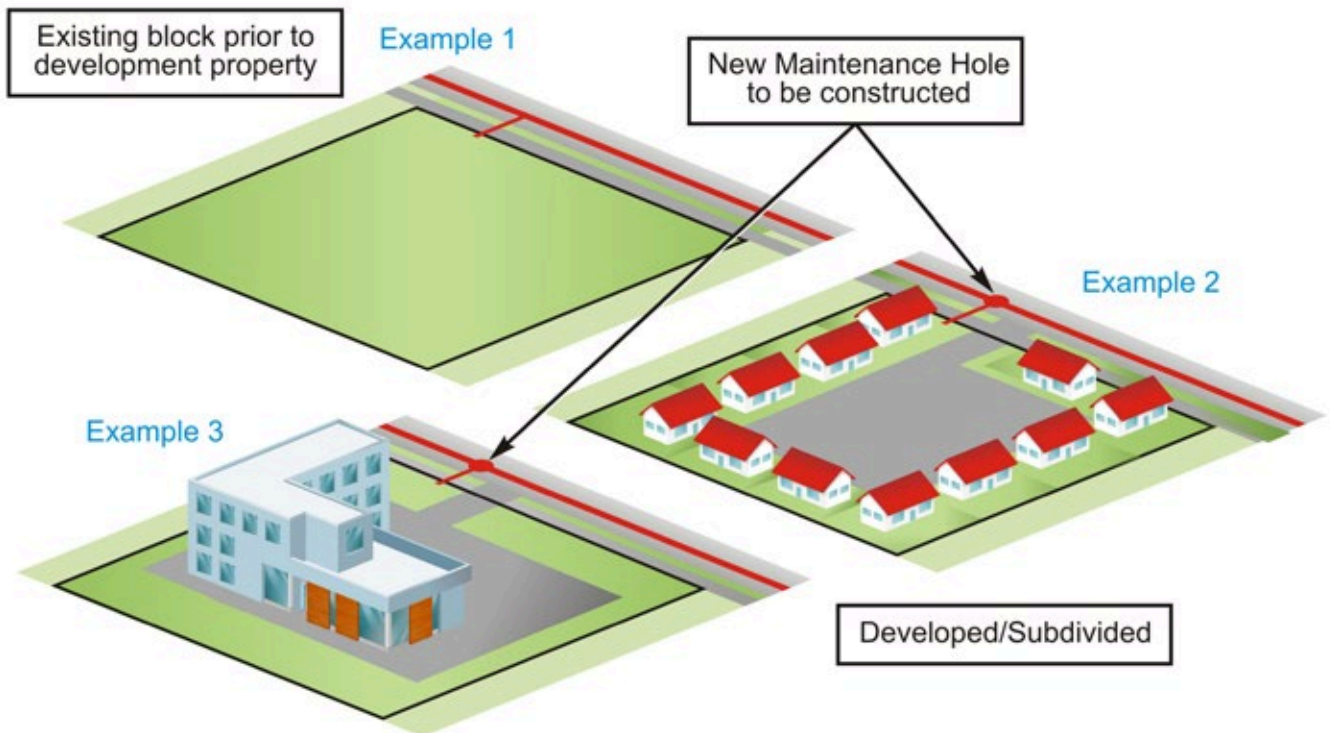 Existing block prior to
development property
Example 1
New Maintenance Hole
to be constructed
Example 2
Example 3
Developed/Subdivided